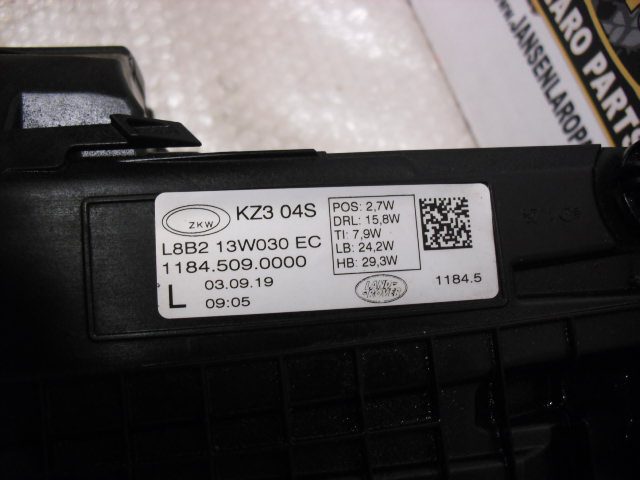 ZKW
KZ3 04S
L8B2 13W030 EC
1184.509.0000
03.09.19
L
09:05
POS: 2,7W
DRL: 15,8W
TI: 7,9W
LB: 24,2W
HB: 29,3W
LAND
ROVER
1184.5
ARO PARTS
WWW.JANSENLAROPA